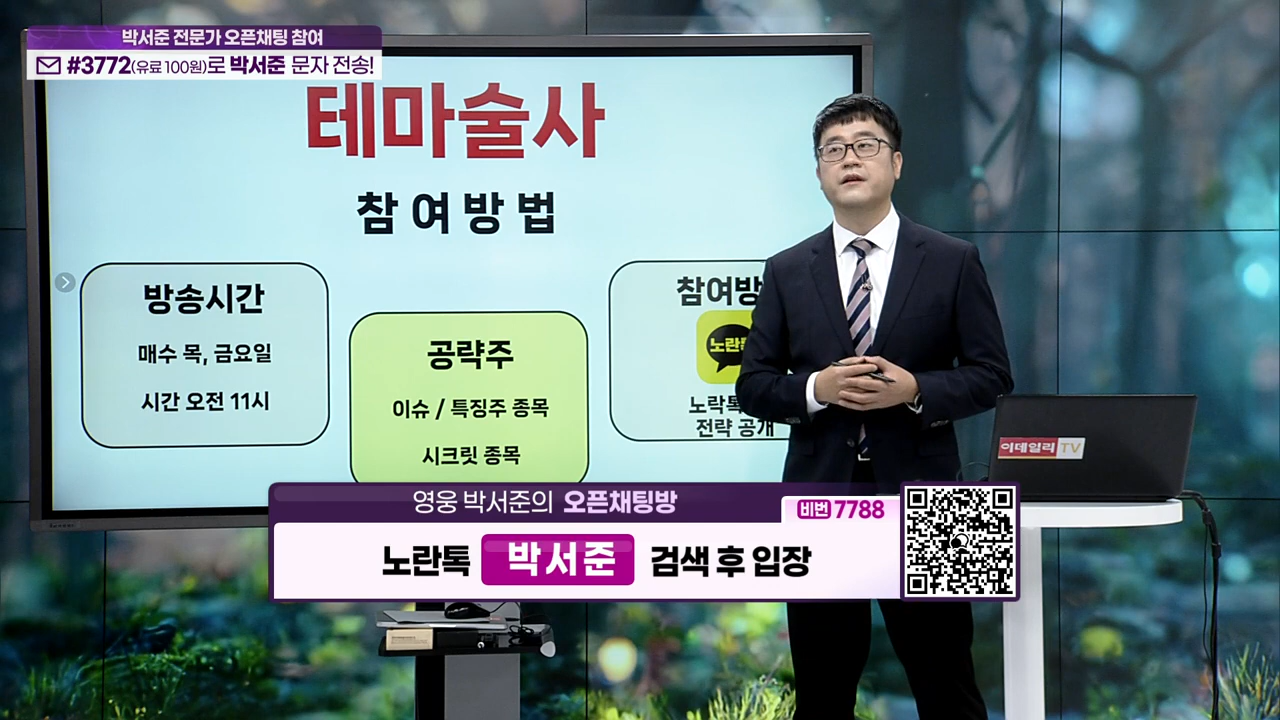 박서준 전문가 오픈채팅 참여
#3772(유료 100원)로 박서준 문자 전송!
테마술사
참여방법
방송시간
매수 목, 금요일
시간 오전 11시
공략주
이슈 / 특징주 종목
시크릿 종목
참여방
노란
노락톡
전략 공개
이데일리TV
영웅 박서준의 오픈채팅방
비번 7788
노란톡 박서준 검색 후 입장